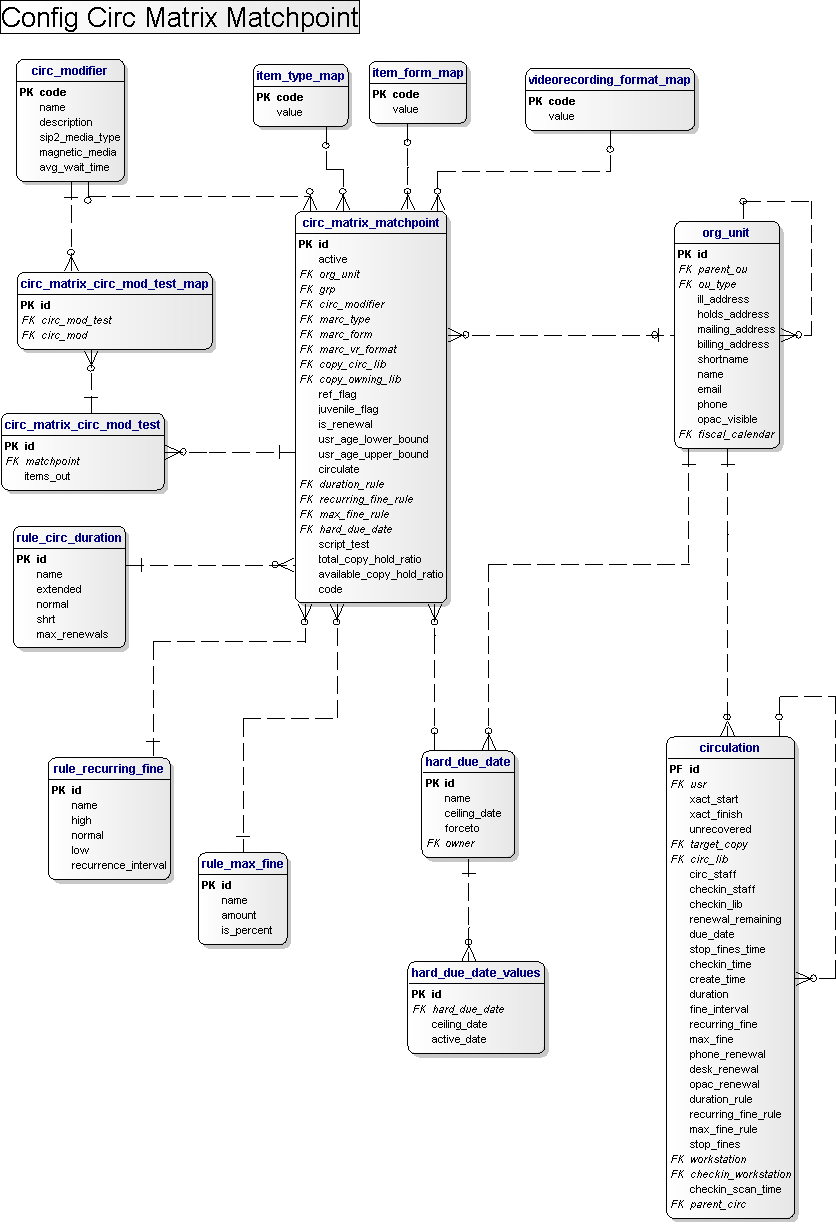 Config Circ Matrix Matchpoint
circ_modifier
PK code
name
description
sip2_media_type
magnetic_media
avg_wait_time
item_type_map
PK code
value
item_form_map
PK code
value
videorecording_format_map
PK code
value
circ_matrix_matchpoint
PK id
active
FK org_unit
FK grp
FK circ_modifier
FK marc_type
FK marc_form
FK marc_vr_format
FK copy_circ_lib
FK copy_owning_lib
ref_flag
juvenile_flag
is_renewal
usr_age_lower_bound
usr_age_upper_bound
circulate
FK duration_rule
FK recurring_fine_rule
FK max_fine_rule
FK hard_due_date
script_test
total_copy_hold_ratio
available_copy_hold_ratio
code
org_unit
PK id
FK parent_ou
FK ou_type
ill_address
holds_address
mailing_address
billing_address
shortname
name
email
phone
opac_visible
FK fiscal_calendar
circ_matrix_circ_mod_test_map
PK id
FK circ_mod_test
FK circ_mod
circ_matrix_circ_mod_test
PK id
FK matchpoint
items_out
rule_circ_duration
PK id
name
extended
normal
shrt
max_renewals
rule_recurring_fine
PK id
name
high
normal
low
recurrence_interval
rule_max_fine
PK id
name
amount
is_percent
hard_due_date
PK id
name
ceiling_date
forceto
FK owner
hard_due_date_values
PK id
FK hard_due_date
ceiling_date
active_date
circulation
PF id
FK usr
xact_start
xact_finish
unrecovered
FK target_copy
FK circ_lib
circ_staff
checkin_staff
checkin_lib
renewal_remaining
due_date
stop_fines_time
checkin_time
create_time
duration
fine_interval
recurring_fine
max_fine
phone_renewal
desk_renewal
opac_renewal
duration_rule
recurring_fine_rule
max_fine_rule
stop_fines
FK workstation
FK checkin_workstation
checkin_scan_time
FK parent_circ